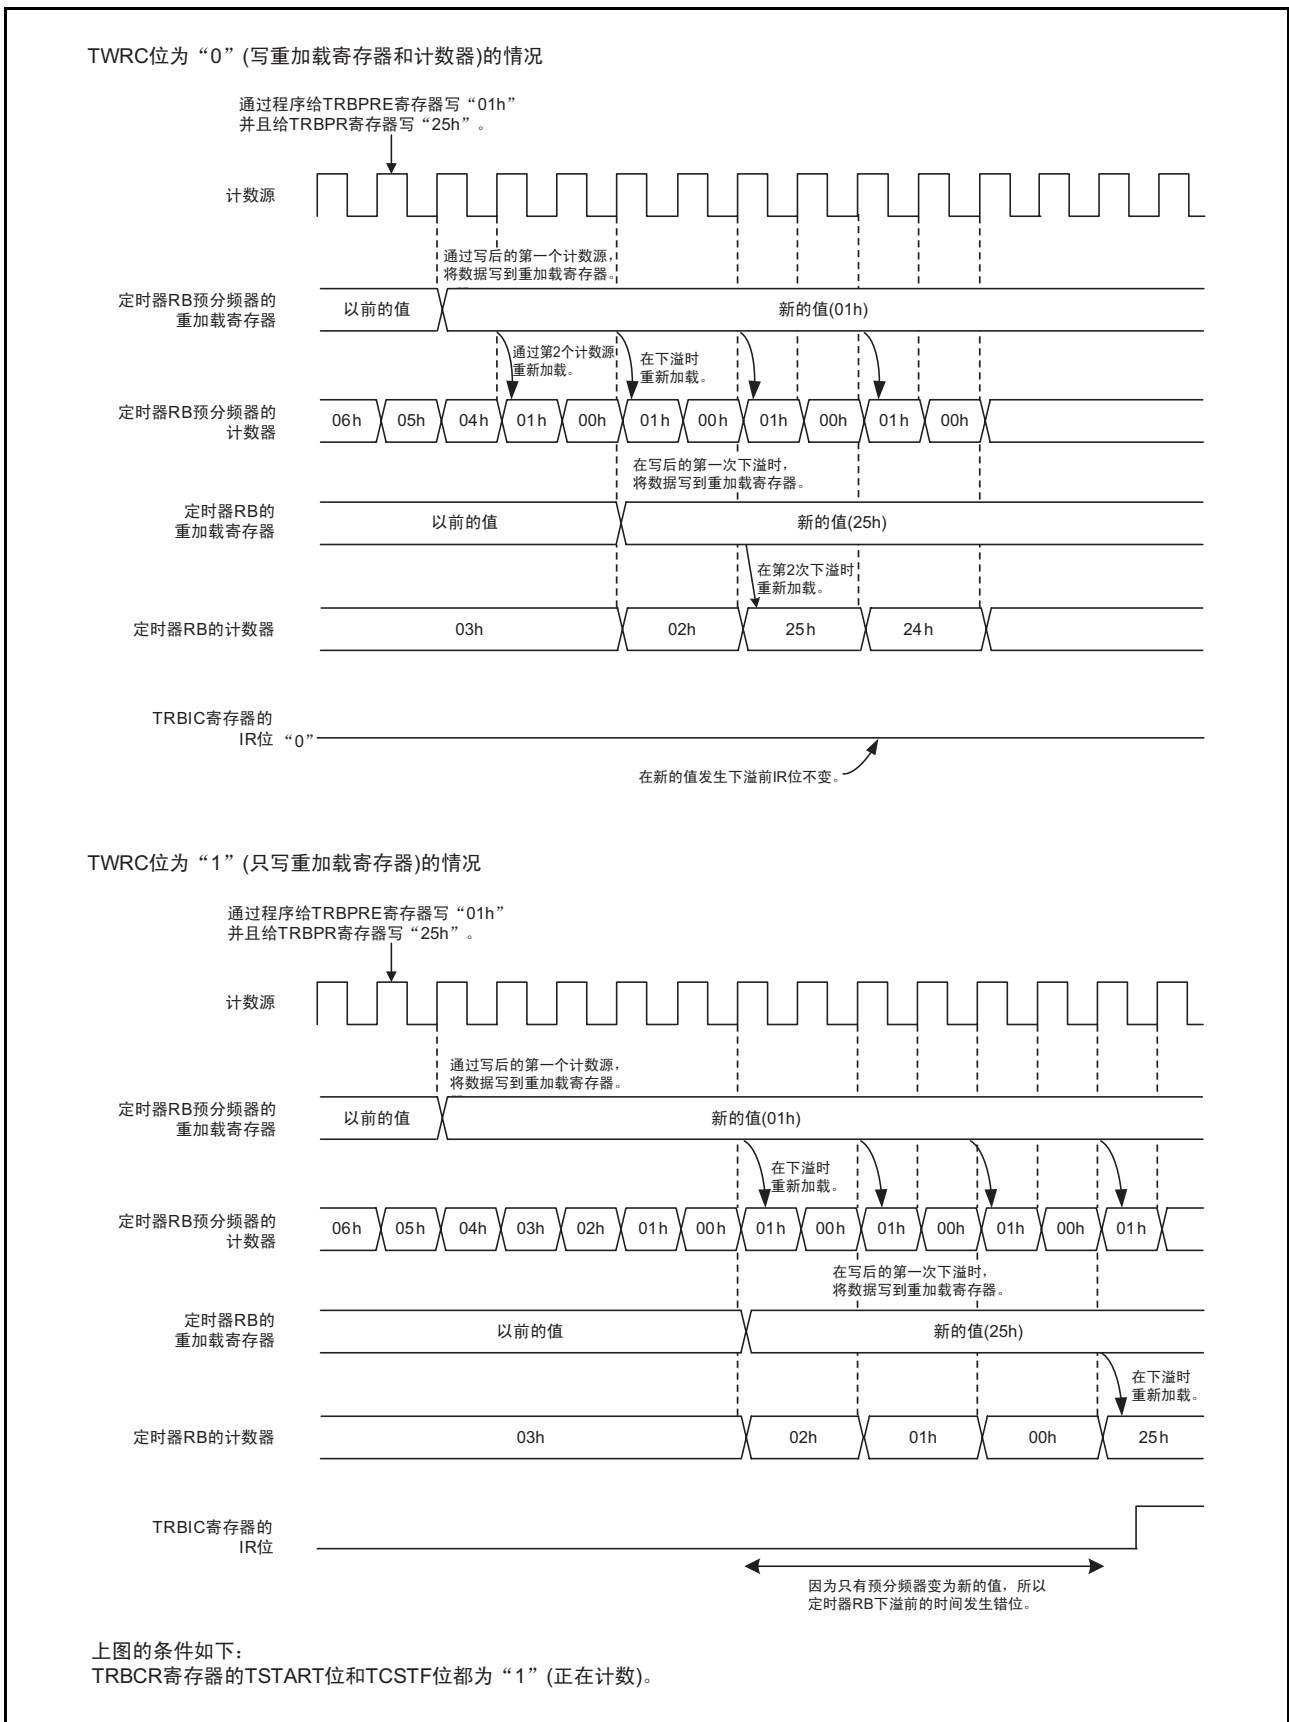 TWRC位为“0”(写重加载寄存器和计数器)的情况
通过程序给TRBPRE寄存器写“01h”
并且给TRBPR寄存器写“25h”。
计数源
通过写后的第一个计数源，
将数据写到重加载寄存器。
定时器RB预分频器的
重加载寄存器
以前的值
新的值(01h)
通过第2个计数源
重新加载。
在下溢时
重新加载。
定时器RB预分频器的
计数器
06h 05h 04h 01h 00h 01h 00h 01h 00h 01h 00h
在写后的第一次下溢时，
将数据写到重加载寄存器。
定时器RB的
重加载寄存器
以前的值
新的值(25h)
在第2次下溢时
重新加载。
定时器RB的计数器
03h 02h 25h 24h
TRBIC寄存器的
IR位 “0”
在新的值发生下溢前IR位不变。
TWRC位为“1”(只写重加载寄存器)的情况
通过程序给TRBPRE寄存器写“01h”
并且给TRBPR寄存器写“25h”。
计数源
通过写后的第一个计数源，
将数据写到重加载寄存器。
定时器RB预分频器的
重加载寄存器
以前的值
新的值(01h)
在下溢时
重新加载。
定时器RB预分频器的
计数器
06h 05h 04h 03h 02h 01h 00h 01h 00h 01h 00h 01h 00h 01h
在写后的第一次下溢时，
将数据写到重加载寄存器。
定时器RB的
重加载寄存器
以前的值
新的值(25h)
在下溢时
重新加载。
定时器RB的计数器
03h 02h 01h 00h 25h
TRBIC寄存器的
IR位
因为只有预分频器变为新的值，所以
定时器RB下溢前的时间发生错位。
上图的条件如下：
TRBCR寄存器的TSTART位和TCSTF位都为“1”(正在计数)。